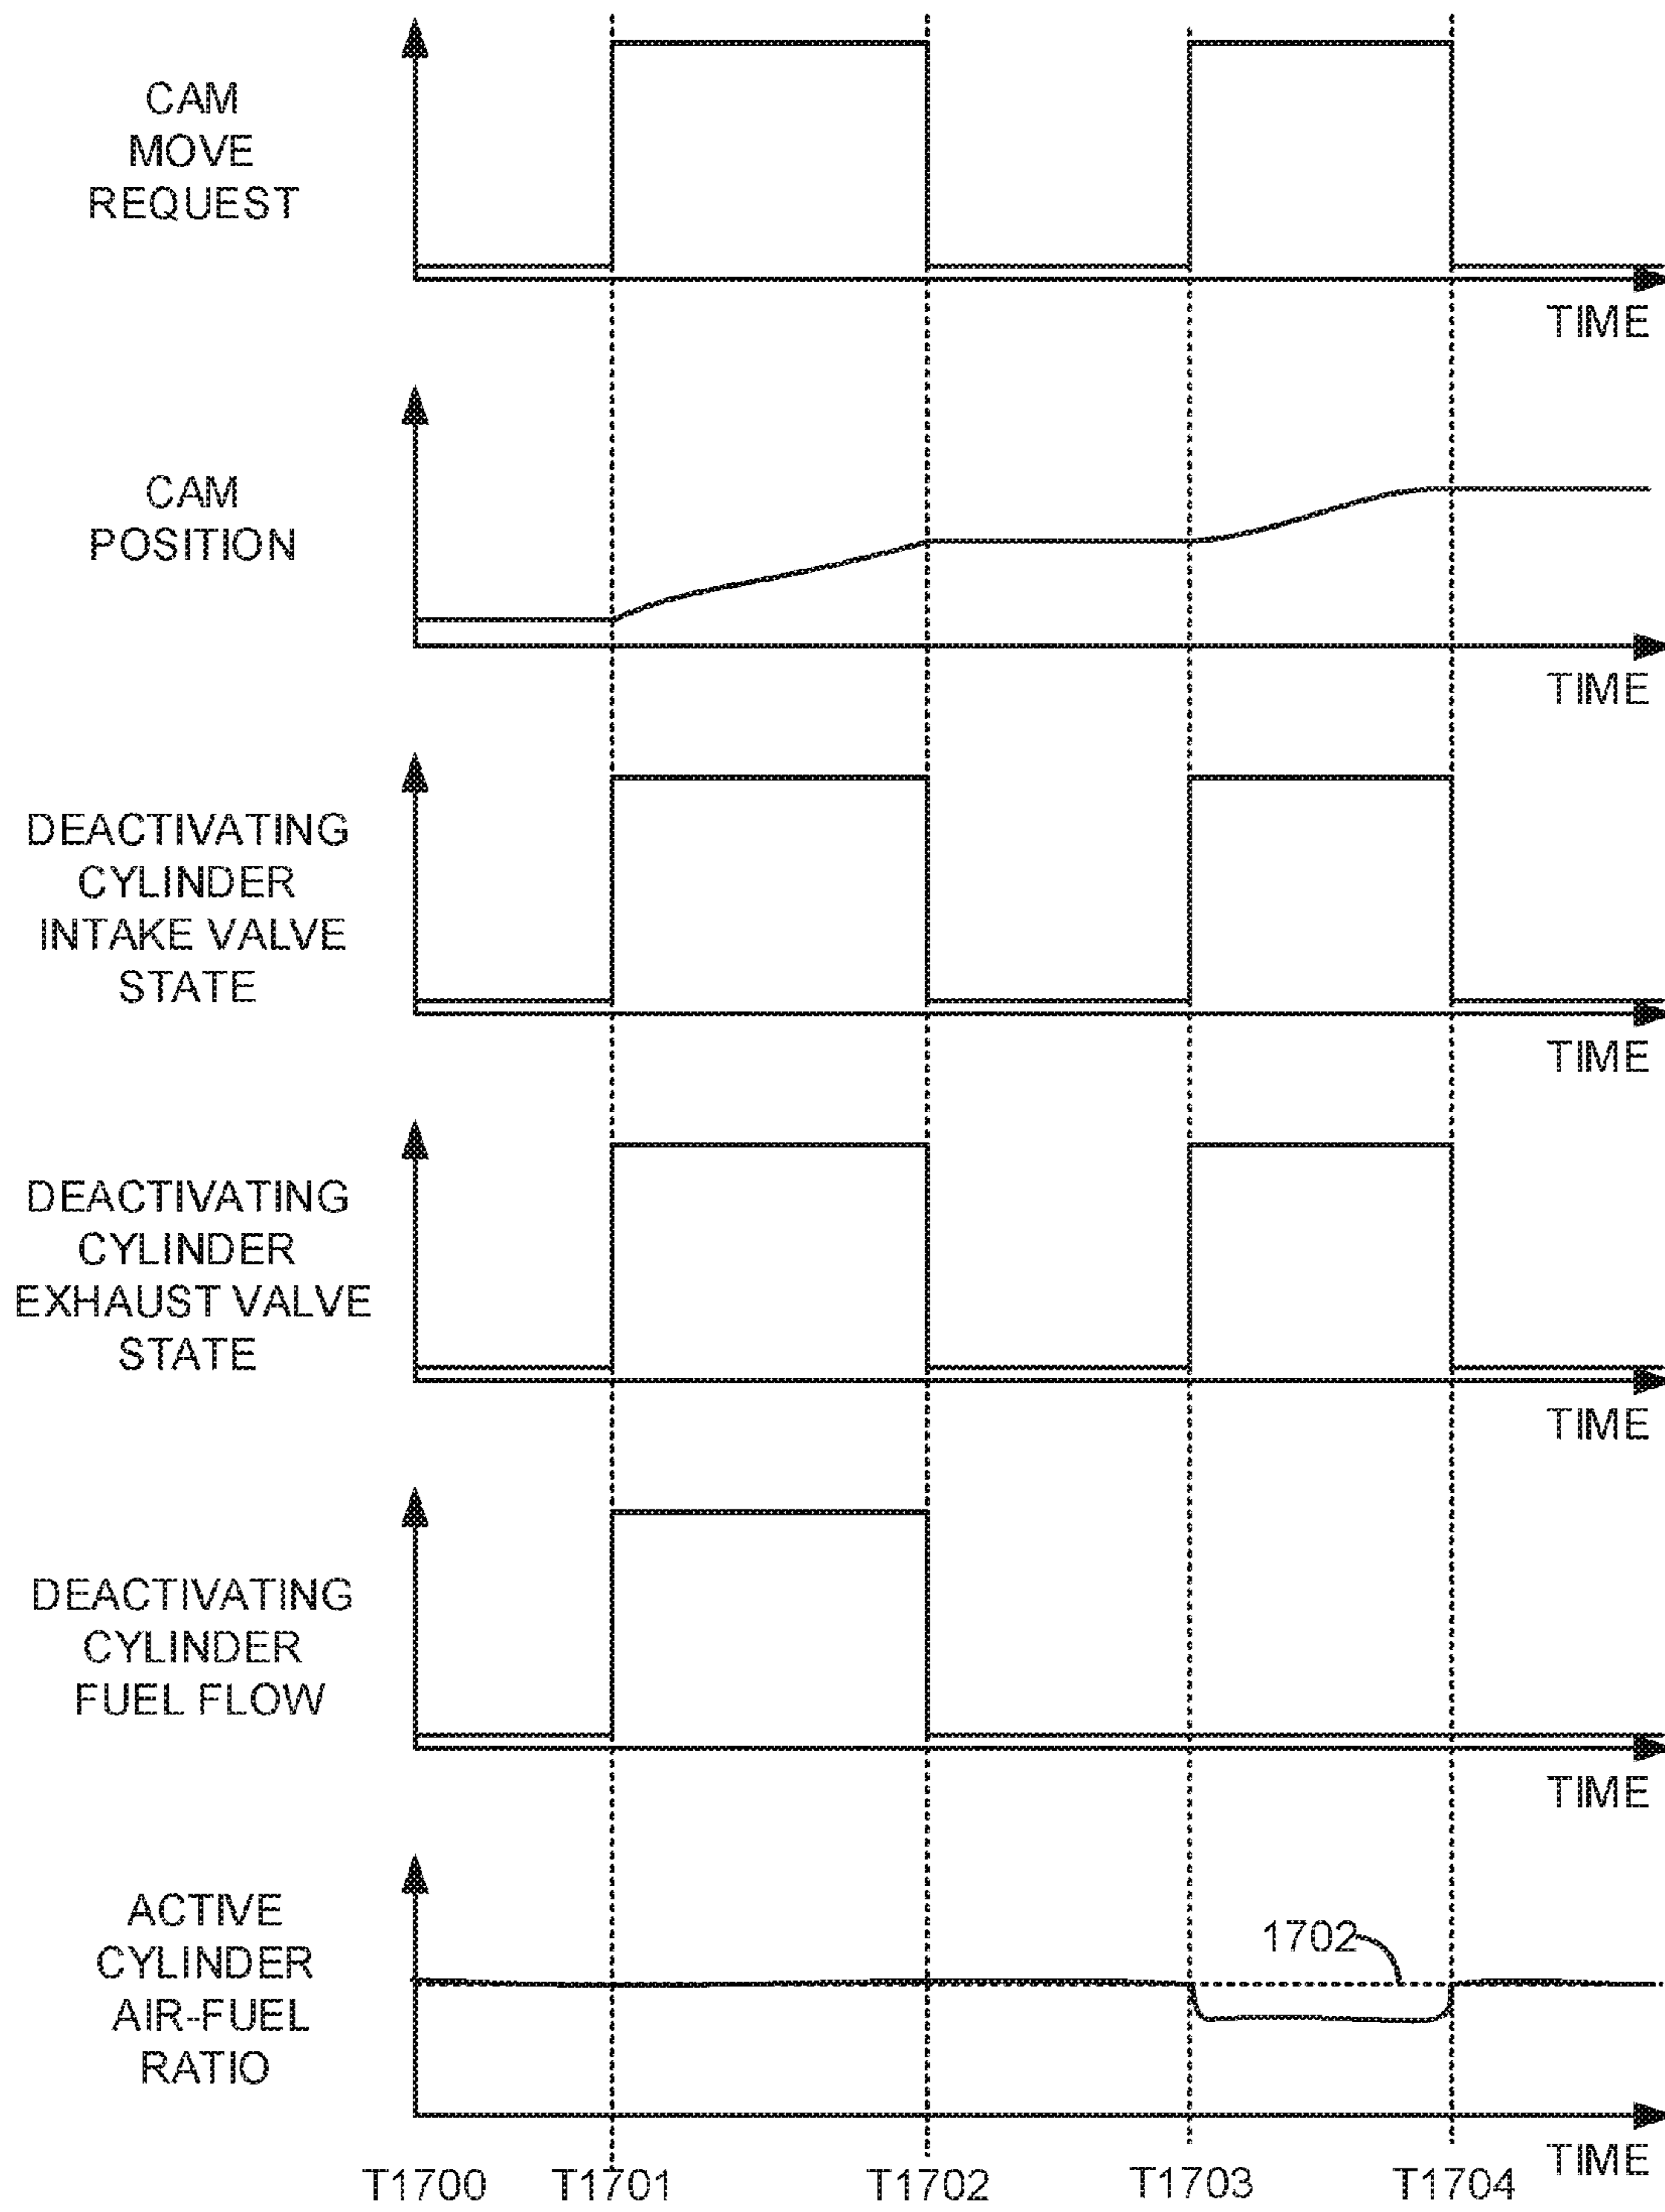 CAM
MOVE
REQUEST
TIME
CAM
POSITION
TIME
DEACTIVATING
CYLINDER
INTAKE VALVE
STATE
TIME
DEACTIVATING
CYLINDER
EXHAUST VALVE
STATE
TIME
DEACTIVATING
CYLINDER
FUEL FLOW
TIME
ACTIVE
CYLINDER
AIR-FUEL
RATIO
1702
TIME
T1700 T1701 T1702 T1703 T1704